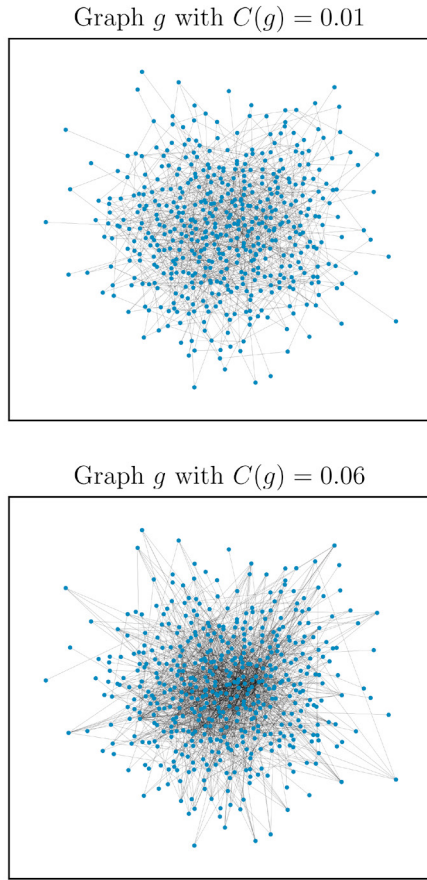 Graph g with C(g) = 0.01
Graph g with C(g) = 0.06